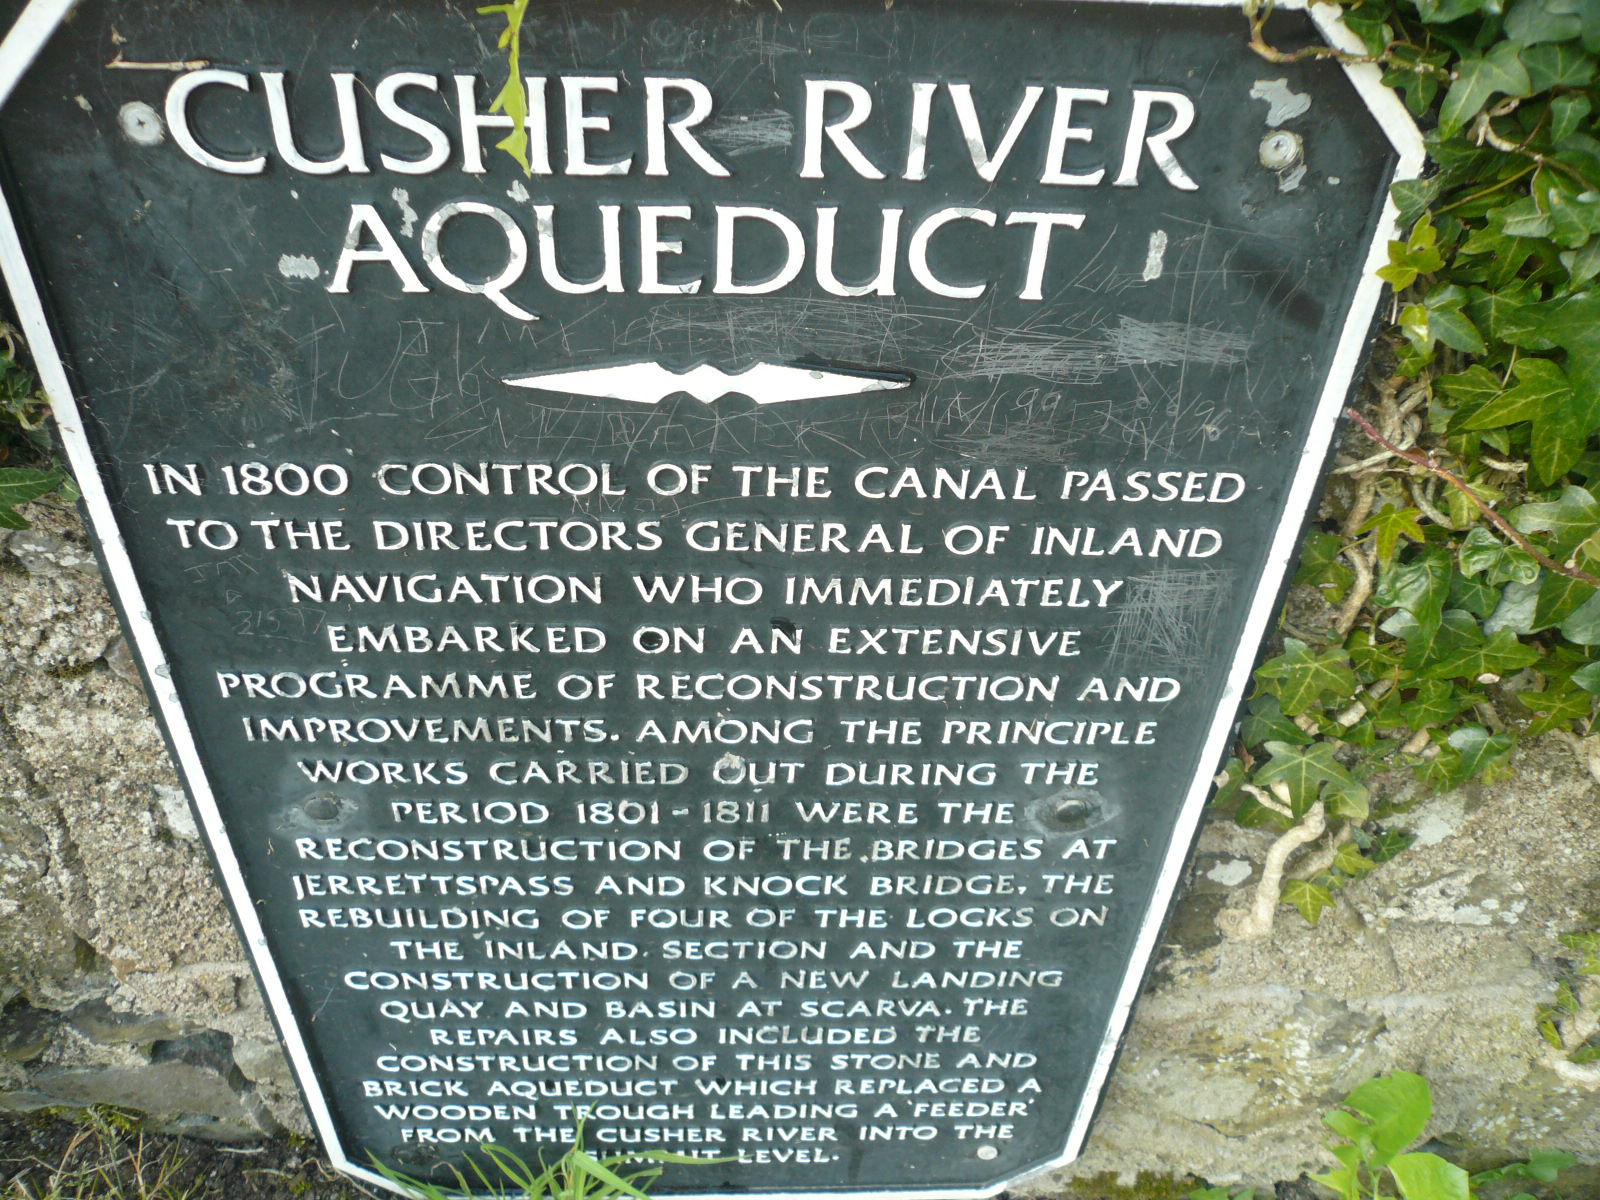 CUSHER RIVER
AQUEDUCT
IN 1800 CONTROL OF THE CANAL PASSED
TO THE DIRECTORS GENERAL OF INLAND
NAVIGATION WHO IMMEDIATELY
EMBARKED ON AN EXTENSIVE
PROGRAMME OF RECONSTRUCTION AND
IMPROVEMENTS. AMONG THE PRINCIPLE
WORKS CARRIED OUT DURING THE
PERIOD 1801-1811 WERE THE
RECONSTRUCTION OF THE BRIDGES AT
JERRETTSPASS AND KNOCK BRIDGE, THE
REBUILDING OF FOUR OF THE LOCKS ON
THE INLAND SECTION AND THE
CONSTRUCTION OF A NEW LANDING
QUAY AND BASIN AT SCARVA. THE
REPAIRS ALSO INCLUDED THE
CONSTRUCTION OF THIS STONE AND
BRICK AQUEDUCT WHICH REPLACED A
WOODEN TROUGH LEADING A 'FEEDER'
FROM THE CUSHER RIVER INTO THE
SUMMIT LEVEL.